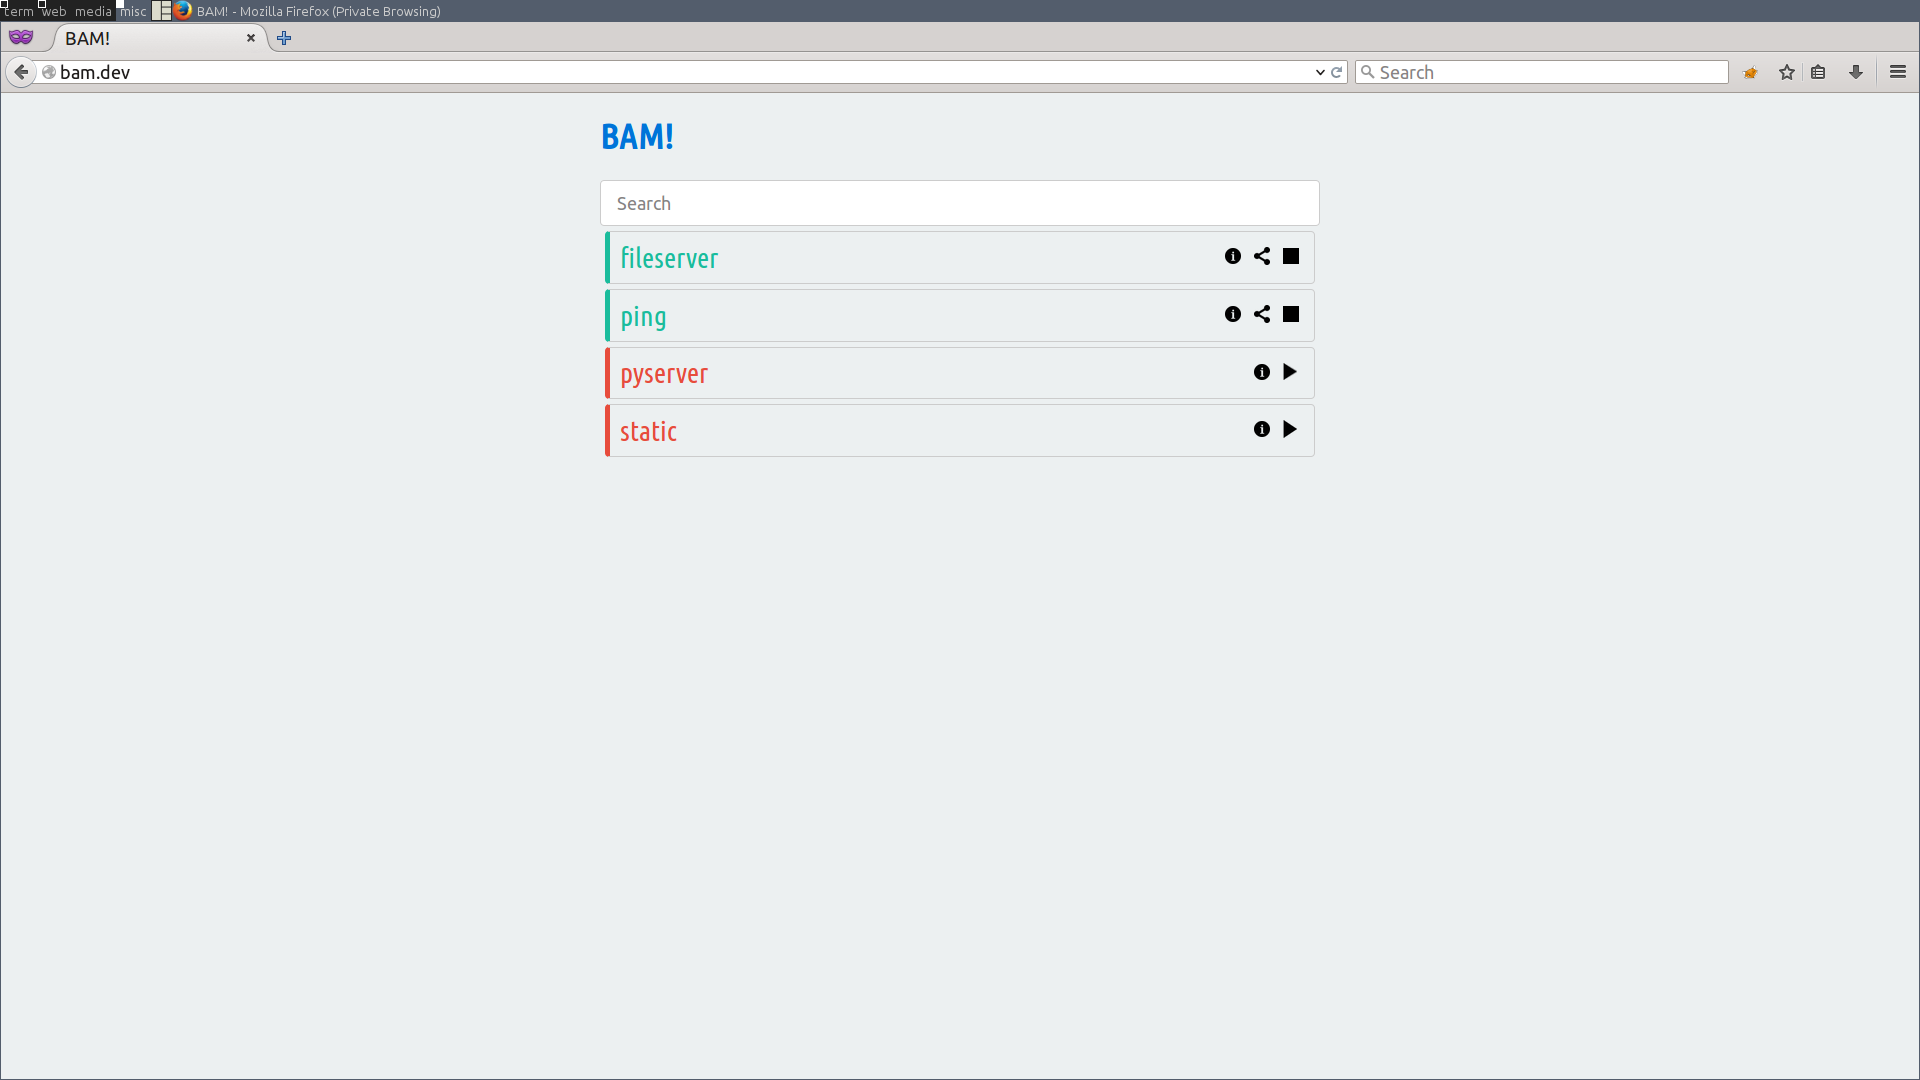 term web media misc BAM! - Mozilla Firefox (Private Browsing)
BAM!
bam.dev Search
BAM!
Search
fileserver
ping
pyserver
static